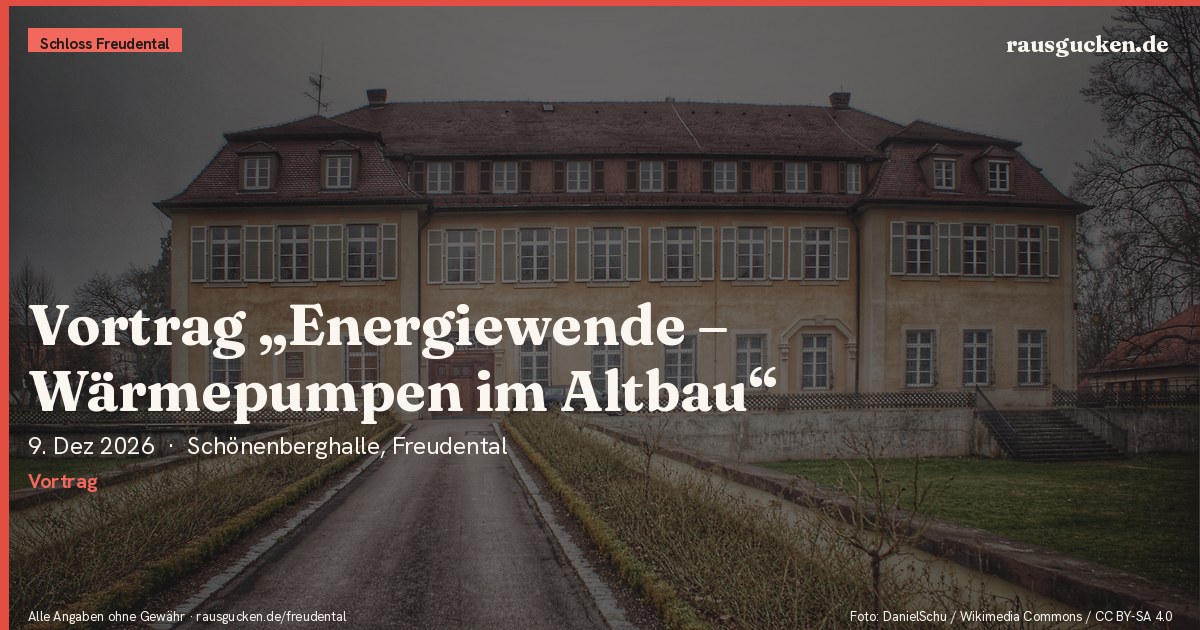 Schloss Freudental
rausgucken.de
Vortrag „Energiewende –
Wärmepumpen im Altbau“
9. Dez 2026 · Schönenberghalle, Freudental
Vortrag
Alle Angaben ohne Gewähr · rausgucken.de/freudental
Foto: DanielSchu / Wikimedia Commons / CC BY-SA 4.0